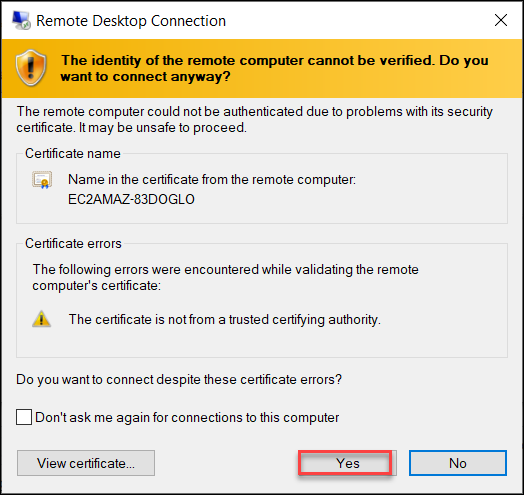 Remote Desktop Connection
The identity of the remote computer cannot be verified. Do you
want to connect anyway?
The remote computer could not be authenticated due to problems with its security
certificate. It may be unsafe to proceed.
Certificate name
Name in the certificate from the remote computer:
EC2AMAZ-83DOGLO
Certificate errors
The following errors were encountered while validating the remote
computer's certificate:
The certificate is not from a trusted certifying authority.
Do you want to connect despite these certificate errors?
Don't ask me again for connections to this computer
View certificate...
Yes
No